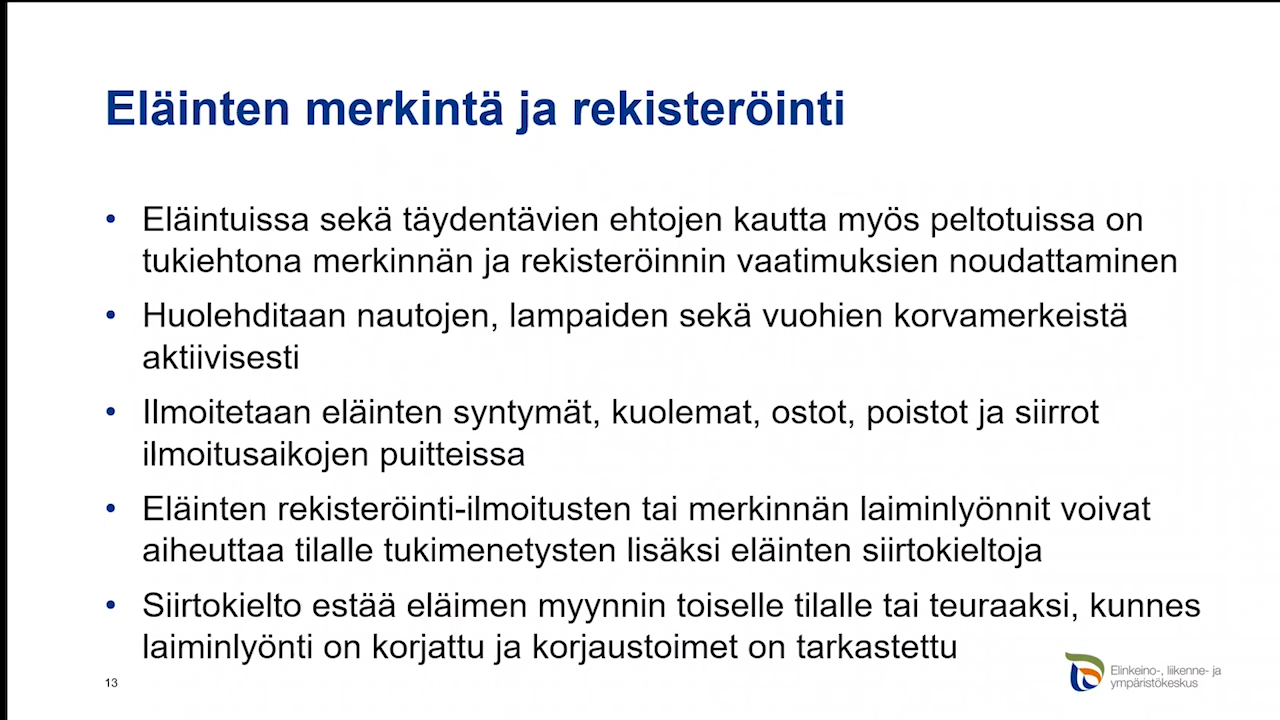 Eläinten merkintä ja rekisteröinti
• Eläintuissa sekä täydentävien ehtojen kautta myös peltotuissa on
tukiehtona merkinnän ja rekisteröinnin vaatimuksien noudattaminen
• Huolehditaan nautojen, lampaiden sekä vuohien korvamerkeistä
aktiivisesti
• Ilmoitetaan eläinten syntymät, kuolemat, ostot, poistot ja siirrot
ilmoitusaikojen puitteissa
• Eläinten rekisteröinti-ilmoitusten tai merkinnän laiminlyönnit voivat
aiheuttaa tilalle tukimenetysten lisäksi eläinten siirtokieltoja
• Siirtokielto estää eläimen myynnin toiselle tilalle tai teuraaksi, kunnes
laiminlyönti on korjattu ja korjaustoimet on tarkastettu
13
Elinkeino-, liikenne- ja
ympäristökeskus